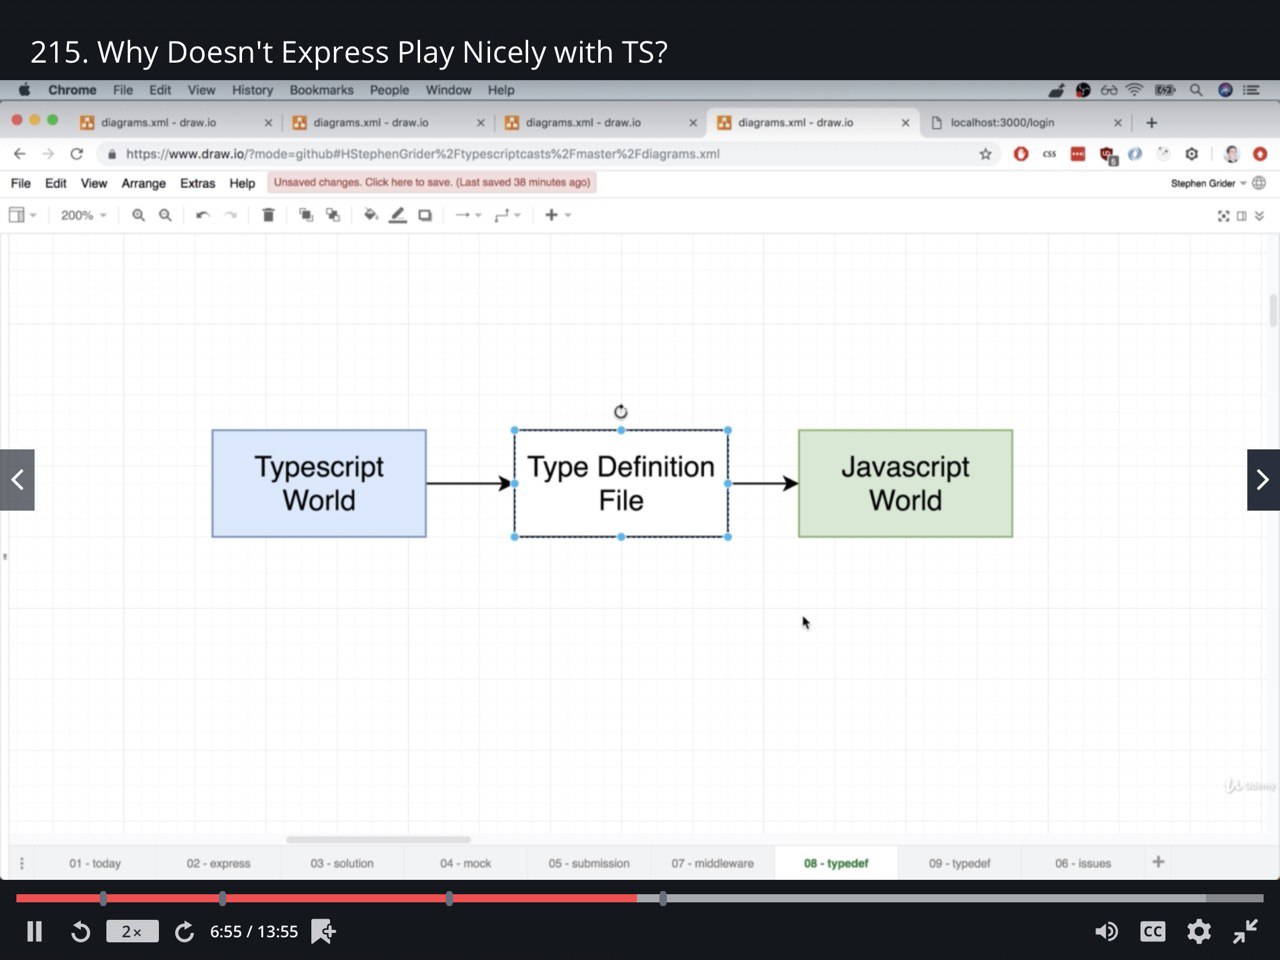 215. Why Doesn't Express Play Nicely with TS?
Chrome File Edit View History Bookmarks People Window Help
diagrams.xml - draw.io diagrams.xml - draw.io diagrams.xml - draw.io diagrams.xml - draw.io localhost:3000/login
https://www.draw.io/?mode=github#HStephenGrider%2Ftypescriptcasts%2Fmaster%2Fdiagrams.xml
css
File Edit View Arrange Extras Help Unsaved changes. Click here to save. (Last saved 38 minutes ago) Stephen Grider
200%
Typescript
World
Type Definition
File
Javascript
World
Udemy
01 - today 02 - express 03 - solution 04 - mock 05 - submission 07 - middleware 08 - typedef 09 - typedef 06 - issues
2× 6:55 / 13:55 CC